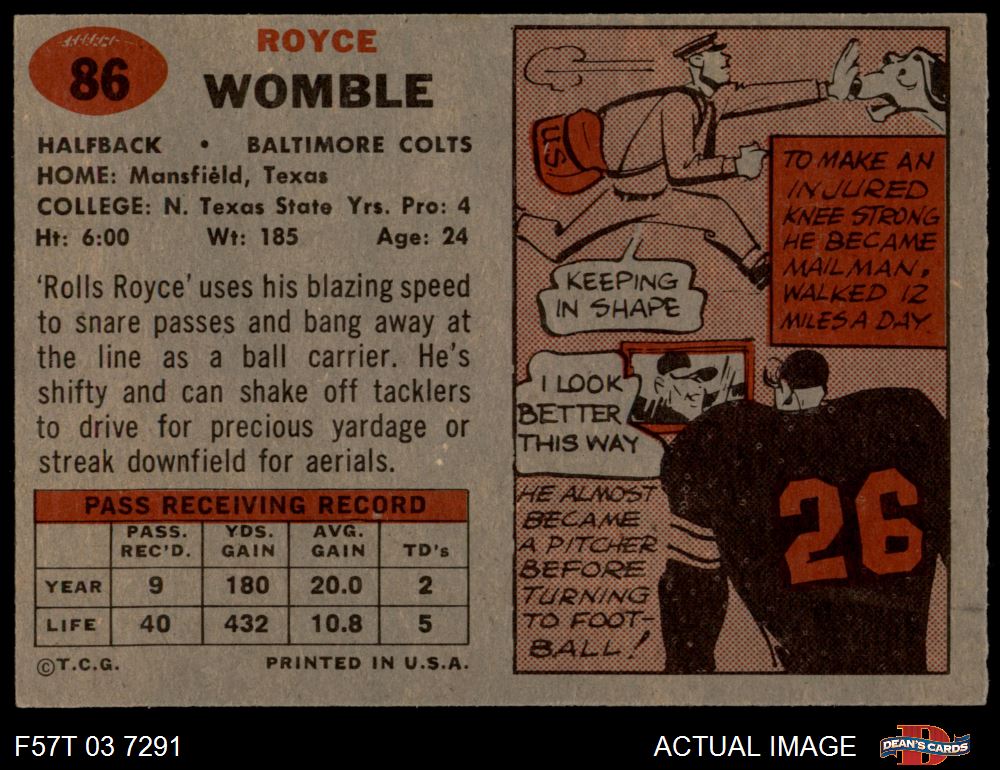 86
ROYCE
WOMBLE
HALFBACK • BALTIMORE COLTS
HOME: Mansfield, Texas
COLLEGE: N. Texas State Yrs. Pro: 4
Ht: 6:00 Wt: 185 Age: 24
'Rolls Royce' uses his blazing speed
to snare passes and bang away at
the line as a ball carrier. He's
shifty and can shake off tacklers
to drive for precious yardage or
streak downfield for aerials.
PASS RECEIVING RECORD
PASS. REC'D. YDS. GAIN AVG. GAIN TD's
YEAR 9 180 20.0 2
LIFE 40 432 10.8 5
©T.C.G. PRINTED IN U.S.A.
U.S
TO MAKE AN
INJURED
KNEE STRONG
HE BECAME
MAILMAN,
WALKED 12
MILES A DAY
KEEPING
IN SHAPE
I LOOK
BETTER
THIS WAY
HE ALMOST
BECAME
A PITCHER
BEFORE
TURNING
TO FOOT-
BALL!
26
F57T 03 7291
ACTUAL IMAGE
D
DEAN'S CARDS